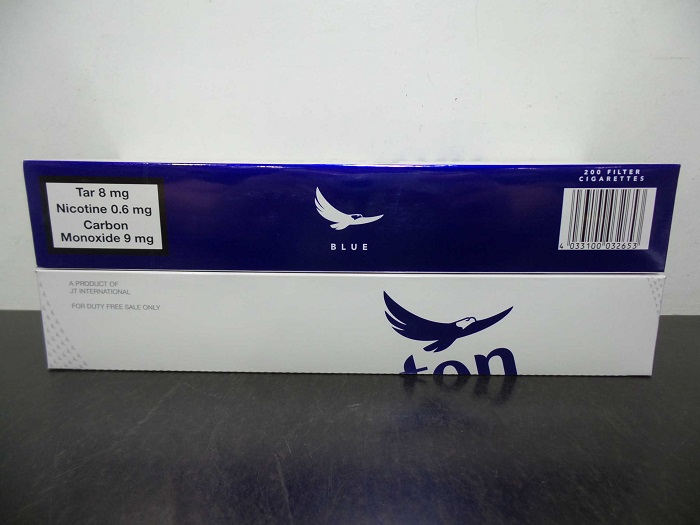 Tar 8 mg
Nicotine 0.6 mg
Carbon
Monoxide 9 mg
BLUE
200 FILTER
CIGARETTES
4 033100 032653
A PRODUCT OF
JT INTERNATIONAL
FOR DUTY FREE SALE ONLY
ton